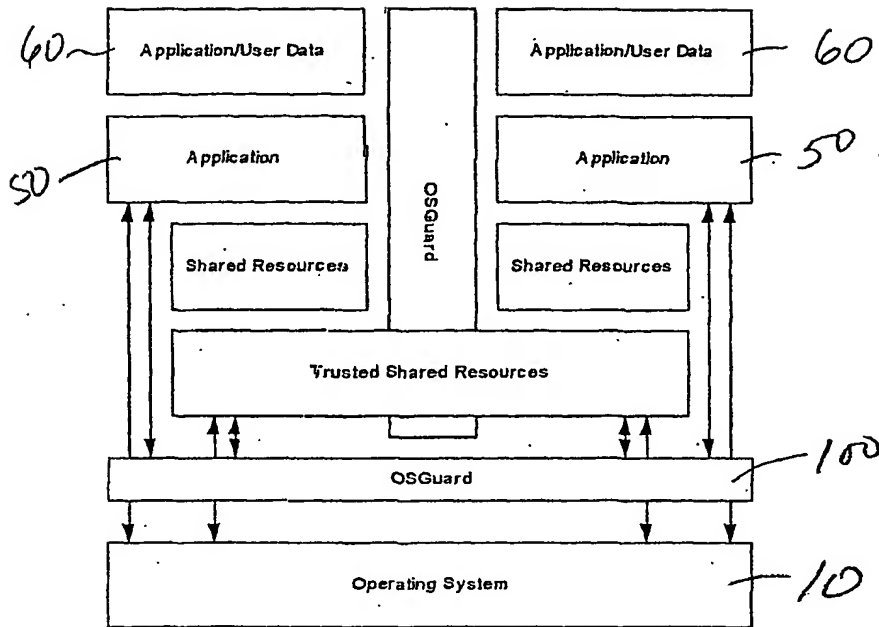 60 Application/User Data Application/User Data 60
50 Application Application 50
OSGuard
Shared Resources Shared Resources
Trusted Shared Resources
OSGuard 100
Operating System 10